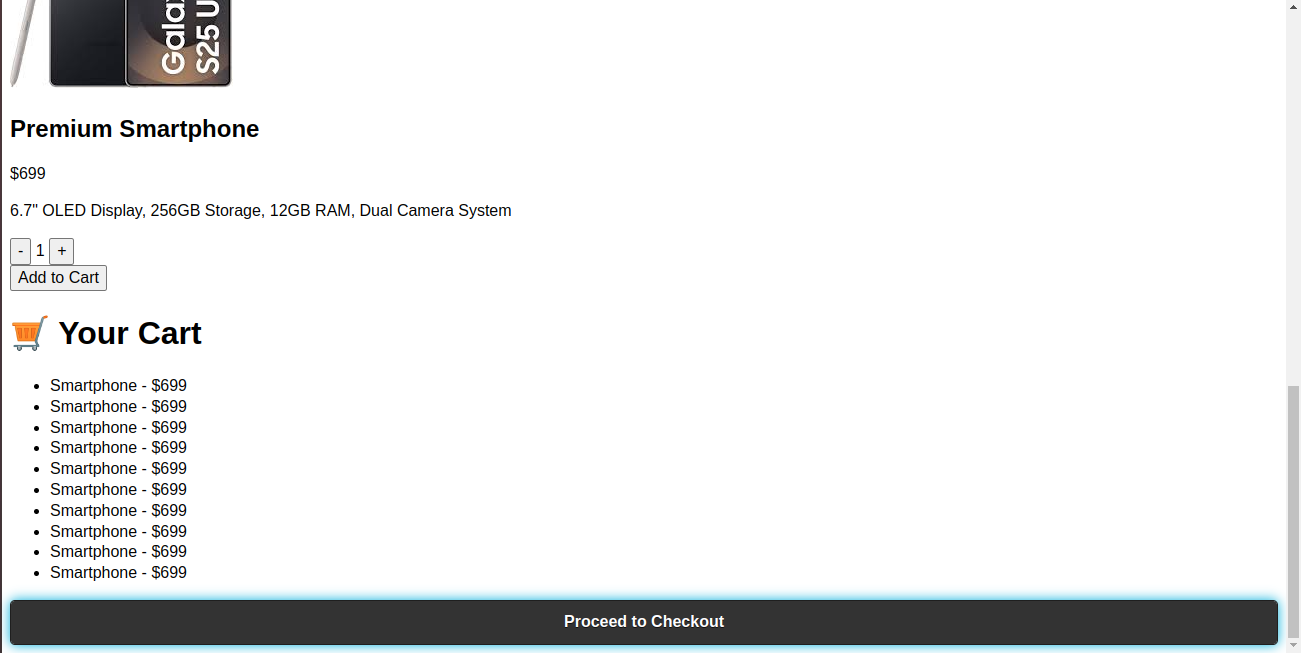 Galax
S25 U
Premium Smartphone
$699
6.7" OLED Display, 256GB Storage, 12GB RAM, Dual Camera System
- 1 +
Add to Cart
Your Cart
Smartphone - $699
Smartphone - $699
Smartphone - $699
Smartphone - $699
Smartphone - $699
Smartphone - $699
Smartphone - $699
Smartphone - $699
Smartphone - $699
Smartphone - $699
Proceed to Checkout